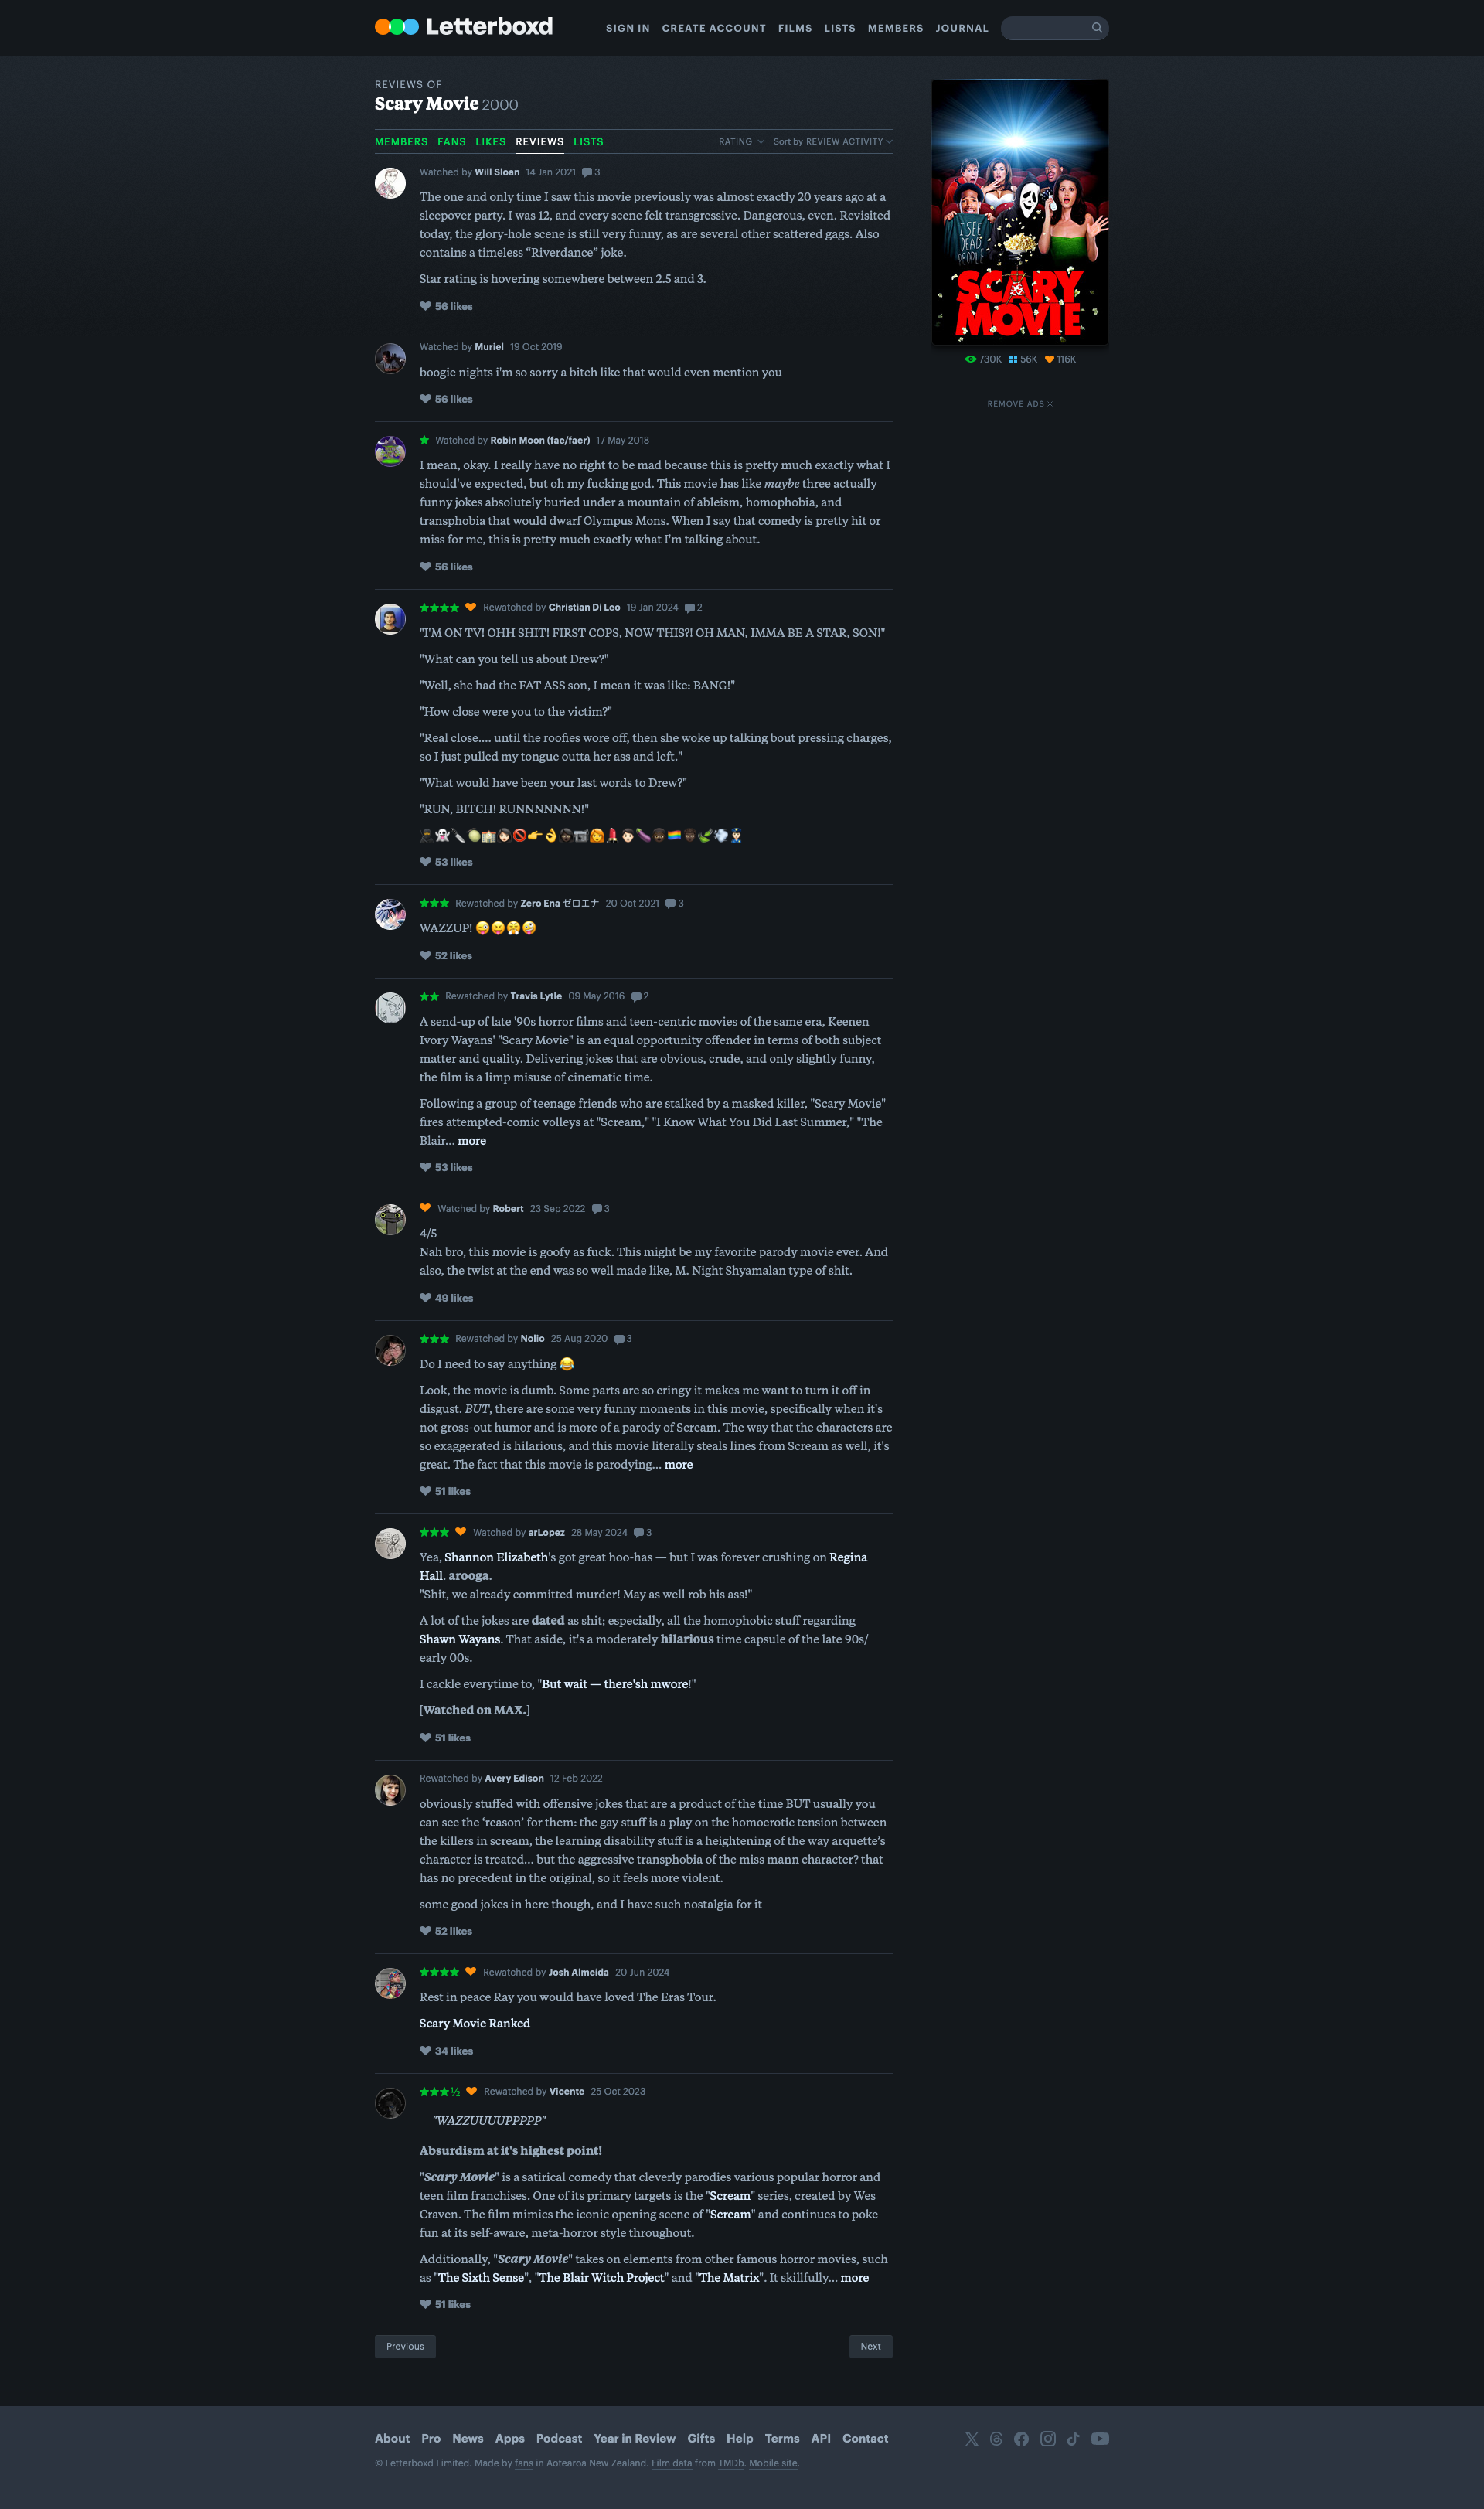 Letterboxd
SIGN IN CREATE ACCOUNT FILMS LISTS MEMBERS JOURNAL
REVIEWS OF
Scary Movie 2000
MEMBERS FANS LIKES REVIEWS LISTS RATING Sort by REVIEW ACTIVITY
Watched by Will Sloan 14 Jan 2021 3
The one and only time I saw this movie previously was almost exactly 20 years ago at a
sleepover party. I was 12, and every scene felt transgressive. Dangerous, even. Revisited
today, the glory-hole scene is still very funny, as are several other scattered gags. Also
contains a timeless “Riverdance” joke.
Star rating is hovering somewhere between 2.5 and 3.
56 likes
I SEE
DEAD
PEOPLE
SCARY
MOVIE
730K 56K 116K
REMOVE ADS
Watched by Muriel 19 Oct 2019
boogie nights i'm so sorry a bitch like that would even mention you
56 likes
★ Watched by Robin Moon (fae/faer) 17 May 2018
I mean, okay. I really have no right to be mad because this is pretty much exactly what I
should've expected, but oh my fucking god. This movie has like maybe three actually
funny jokes absolutely buried under a mountain of ableism, homophobia, and
transphobia that would dwarf Olympus Mons. When I say that comedy is pretty hit or
miss for me, this is pretty much exactly what I'm talking about.
56 likes
★★★★ Rewatched by Christian Di Leo 19 Jan 2024 2
"I'M ON TV! OHH SHIT! FIRST COPS, NOW THIS?! OH MAN, IMMA BE A STAR, SON!"
"What can you tell us about Drew?"
"Well, she had the FAT ASS son, I mean it was like: BANG!"
"How close were you to the victim?"
"Real close.... until the roofies wore off, then she woke up talking bout pressing charges,
so I just pulled my tongue outta her ass and left."
"What would have been your last words to Drew?"
"RUN, BITCH! RUNNNNNNN!"
53 likes
★★★ Rewatched by Zero Ena ゼロエナ 20 Oct 2021 3
WAZZUP! 😜😝😤🤪
52 likes
★★ Rewatched by Travis Lytle 09 May 2016 2
A send-up of late '90s horror films and teen-centric movies of the same era, Keenen
Ivory Wayans' "Scary Movie" is an equal opportunity offender in terms of both subject
matter and quality. Delivering jokes that are obvious, crude, and only slightly funny,
the film is a limp misuse of cinematic time.
Following a group of teenage friends who are stalked by a masked killer, "Scary Movie"
fires attempted-comic volleys at "Scream," "I Know What You Did Last Summer," "The
Blair... more
53 likes
Watched by Robert 23 Sep 2022 3
4/5
Nah bro, this movie is goofy as fuck. This might be my favorite parody movie ever. And
also, the twist at the end was so well made like, M. Night Shyamalan type of shit.
49 likes
★★★ Rewatched by Nolio 25 Aug 2020 3
Do I need to say anything 😂
Look, the movie is dumb. Some parts are so cringy it makes me want to turn it off in
disgust. BUT, there are some very funny moments in this movie, specifically when it's
not gross-out humor and is more of a parody of Scream. The way that the characters are
so exaggerated is hilarious, and this movie literally steals lines from Scream as well, it's
great. The fact that this movie is parodying... more
51 likes
★★★ Watched by arLopez 28 May 2024 3
Yea, Shannon Elizabeth's got great hoo-has — but I was forever crushing on Regina
Hall. arooga.
"Shit, we already committed murder! May as well rob his ass!"
A lot of the jokes are dated as shit; especially, all the homophobic stuff regarding
Shawn Wayans. That aside, it's a moderately hilarious time capsule of the late 90s/
early 00s.
I cackle everytime to, "But wait — there'sh mwore!"
[Watched on MAX.]
51 likes
Rewatched by Avery Edison 12 Feb 2022
obviously stuffed with offensive jokes that are a product of the time BUT usually you
can see the ‘reason’ for them: the gay stuff is a play on the homoerotic tension between
the killers in scream, the learning disability stuff is a heightening of the way arquette’s
character is treated... but the aggressive transphobia of the miss mann character? that
has no precedent in the original, so it feels more violent.
some good jokes in here though, and I have such nostalgia for it
52 likes
★★★★ Rewatched by Josh Almeida 20 Jun 2024
Rest in peace Ray you would have loved The Eras Tour.
Scary Movie Ranked
34 likes
★★★½ Rewatched by Vicente 25 Oct 2023
"WAZZUUUUPPPPP"
Absurdism at it's highest point!
"Scary Movie" is a satirical comedy that cleverly parodies various popular horror and
teen film franchises. One of its primary targets is the "Scream" series, created by Wes
Craven. The film mimics the iconic opening scene of "Scream" and continues to poke
fun at its self-aware, meta-horror style throughout.
Additionally, "Scary Movie" takes on elements from other famous horror movies, such
as "The Sixth Sense", "The Blair Witch Project" and "The Matrix". It skillfully... more
51 likes
Previous Next
About Pro News Apps Podcast Year in Review Gifts Help Terms API Contact
© Letterboxd Limited. Made by fans in Aotearoa New Zealand. Film data from TMDb. Mobile site.